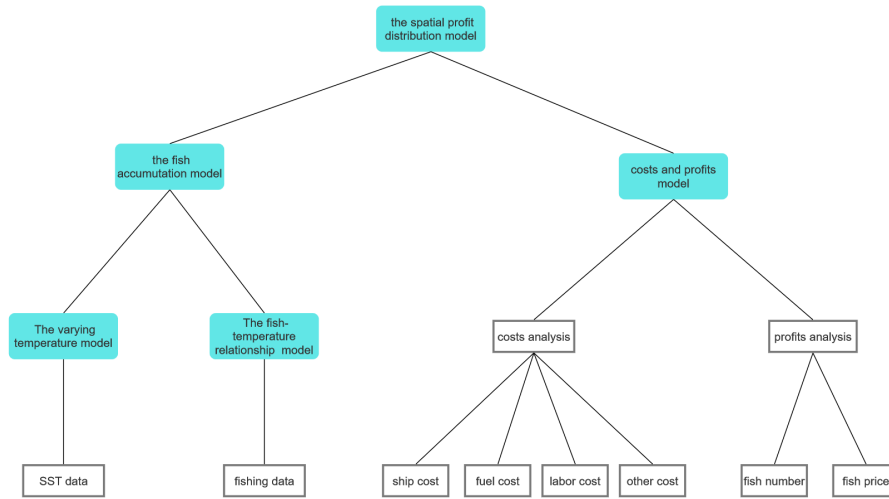 the spatial profit
distribution model
the fish
accumutation model
costs and profits
model
The varying
temperature model
The fish-
temperature
relationship model
costs analysis
profits analysis
SST data
fishing data
ship cost
fuel cost
labor cost
other cost
fish number
fish price